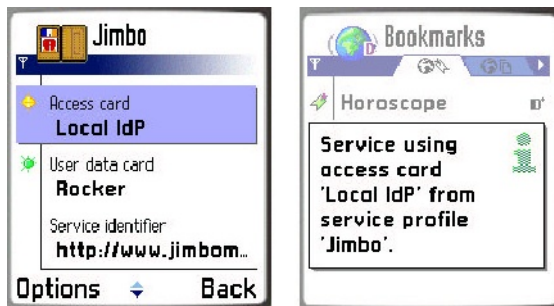 Jimbo
Access card
Local IdP
User data card
Rocker
Service identifier
http://www.jimbom...
Options
Back
Bookmarks
Horoscope
Service using
access card
'Local IdP' from
service profile
'Jimbo'.